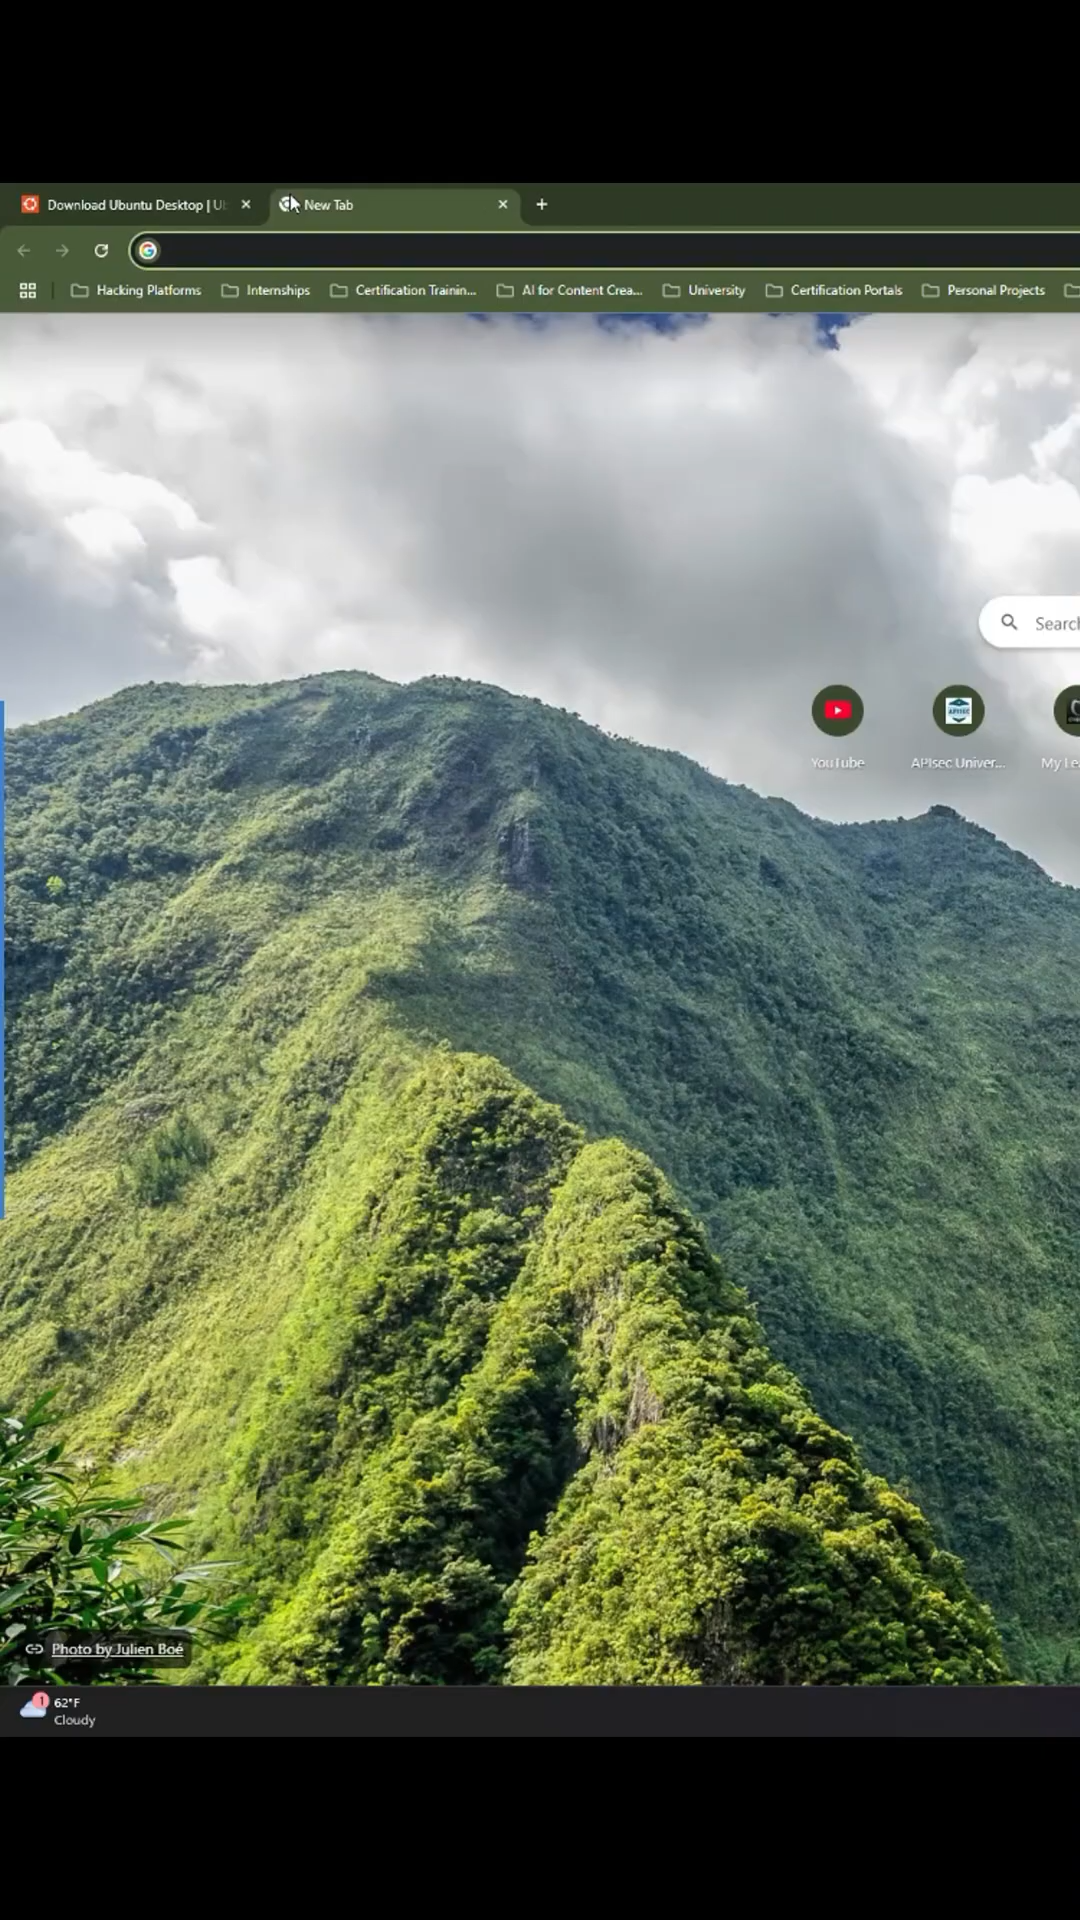 Download Ubuntu Desktop | U
New Tab
Hacking Platforms
Internships
Certification Trainin...
AI for Content Crea...
University
Certification Portals
Personal Projects
Search
YouTube
APIsec Univer...
My Le
Photo by Julien Boé
1
62°F
Cloudy